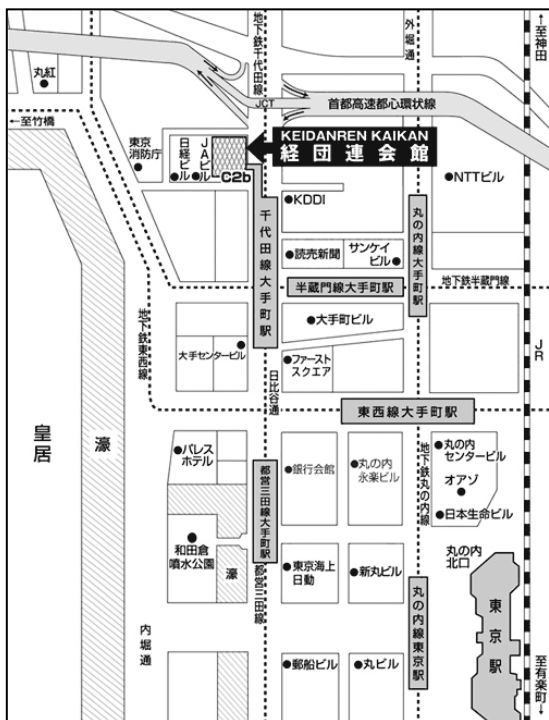 地下鉄千代田線
外堀通
←至神田
丸紅
←至竹橋
JCT
首都高速都心環状線
東京
消防庁
日経ビル
JAビル
C2b
KEIDANREN KAIKAN
経団連会館
NTTビル
KDDI
千代田線大手町駅
丸の内線大手町駅
読売新聞
サンケイ
ビル
半蔵門線大手町駅
地下鉄半蔵門線
地下鉄東西線
大手町ビル
大手センタービル
ファースト
スクエア
JR
日比谷通
東西線大手町駅
皇居
濠
パレス
ホテル
都営三田線大手町駅
銀行会館
丸の内
永楽ビル
地下鉄丸の内線
丸の内
センタービル
オアゾ
日本生命ビル
和田倉
噴水公園
濠
都営三田線
東京海上
日動
新丸ビル
丸の内
北口
丸の内線東京駅
東京駅
内堀通
郵船ビル
丸ビル
至有楽町→